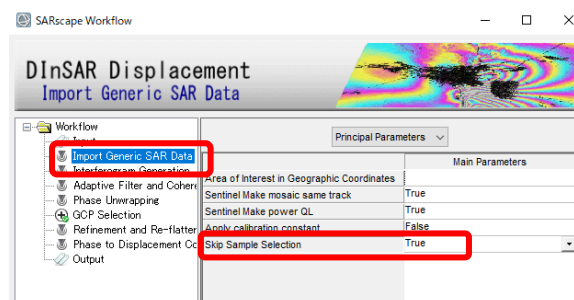 SARscape Workflow
DInSAR Displacement
Import Generic SAR Data
Workflow
Input
Import Generic SAR Data
Interferogram Generation
Adaptive Filter and Cohere
Phase Unwrapping
GCP Selection
Refinement and Re-flatter
Phase to Displacement Co
Output
Principal Parameters
Main Parameters
Area of Interest in Geographic Coordinates
Sentinel Make mosaic same track True
Sentinel Make power QL True
Apply calibration constant False
Skip Sample Selection True